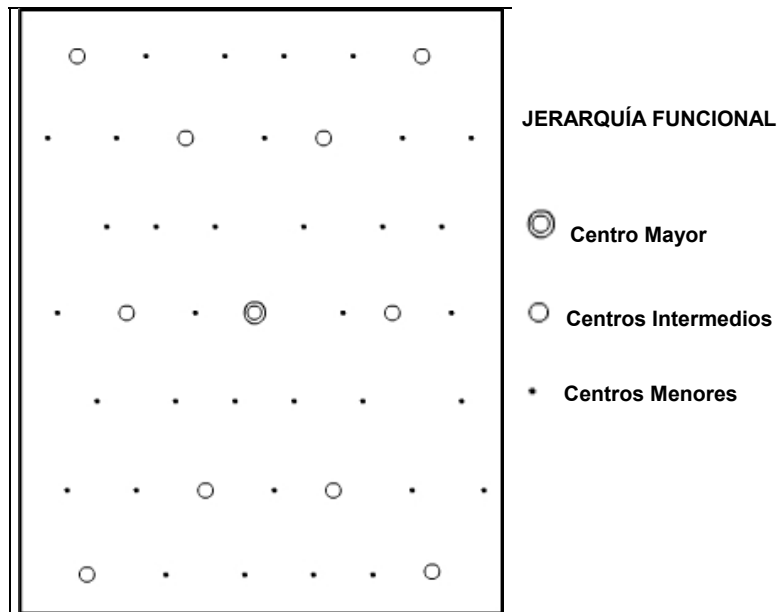 JERARQUÍA FUNCIONAL
Centro Mayor
Centros Intermedios
Centros Menores